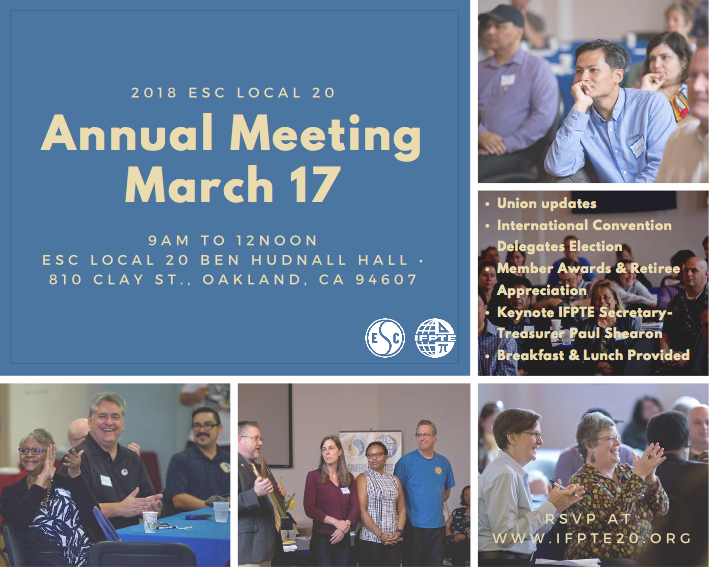 2018 ESC LOCAL 20
Annual Meeting
March 17
9AM TO 12NOON
ESC LOCAL 20 BEN HUDNALL HALL •
810 CLAY ST., OAKLAND, CA 94607
ESC
IFPTE
π
• Union updates
• International Convention
Delegates Election
• Member Awards & Retiree
Appreciation
• Keynote IFPTE Secretary-
Treasurer Paul Shearon
• Breakfast & Lunch Provided
RSVP AT
WWW.IFPTE20.ORG